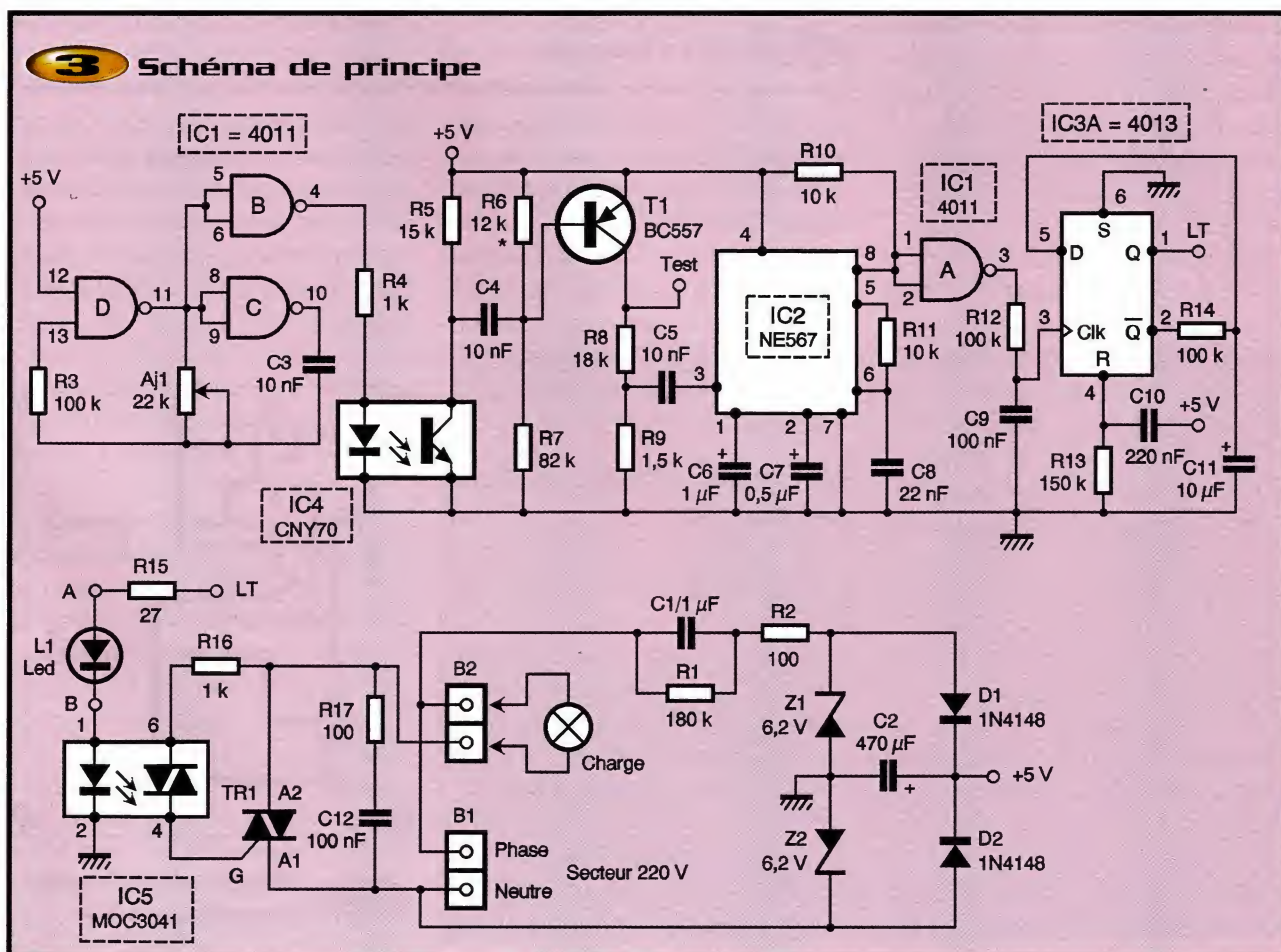 3 Schéma de principe
IC1 = 4011
+5 V
12
13
D
11
R3
100 k
Aj1
22 k
5
6
B
4
8
9
C
10
C3
10 nF
R4
1 k
IC4
CNY70
+5 V
R5
15 k
R6
12 k
*
C4
10 nF
R7
82 k
T1
BC557
Test
R8
18 k
R9
1,5 k
C5
10 nF
3
4
IC2
NE567
8
5
6
1
2
7
C6
1 µF
C7
0,5 µF
R10
10 k
R11
10 k
C8
22 nF
IC1
4011
1
2
A
3
R12
100 k
C9
100 nF
IC3A = 4013
6
S
5
D
Q
1
LT
3
Clk
Q
2
R14
100 k
R
4
C10
220 nF
+5 V
R13
150 k
C11
10 µF
+
A
R15
27
LT
L1
Led
B
1
2
6
4
R16
1 k
IC5
MOC3041
TR1
A2
A1
G
R17
100
C12
100 nF
B2
Charge
B1
Phase
Neutre
Secteur 220 V
C1/1 µF
R1
180 k
R2
100
Z1
6,2 V
Z2
6,2 V
C2
470 µF
+
D1
1N4148
+5 V
D2
1N4148